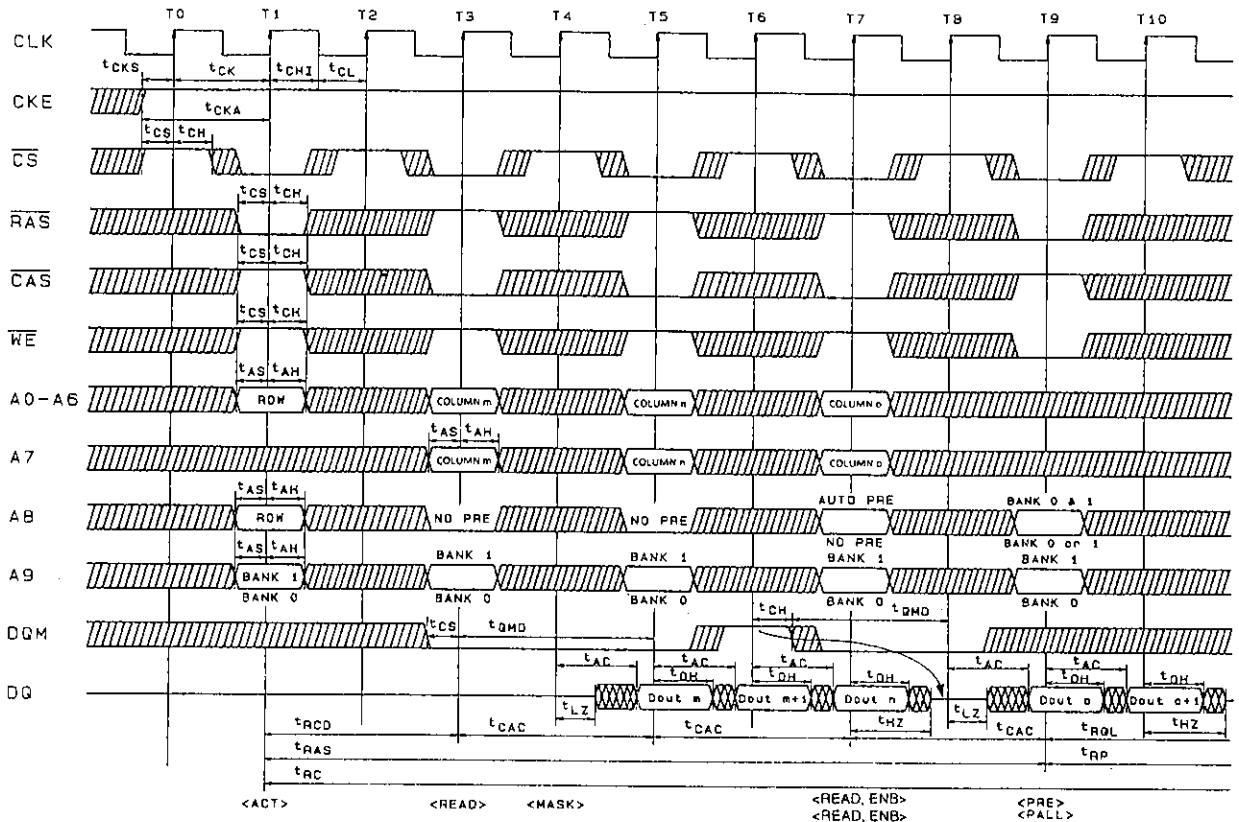 T0 T1 T2 T3 T4 T5 T6 T7 T8 T9 T10
CLK
tCKS tCK tCHI tCL
CKE
tCKA
tCS tCH
CS
tCS tCH
RAS
tCS tCH
CAS
tCS tCH
WE
tAS tAH
A0-A6 ROW COLUMN m COLUMN n COLUMN o
tAS tAH
A7 COLUMN m COLUMN n COLUMN o
tAS tAH AUTO PRE BANK 0 & 1
A8 ROW NO PRE NO PRE
NO PRE BANK 0 or 1
tAS tAH BANK 1 BANK 1 BANK 1 BANK 1
A9 BANK 1
BANK 0 BANK 0 BANK 0 BANK 0 BANK 0
tCH tQMD
DQM tCS tQMD
tAC tAC tAC tAC tAC
tOH tOH tOH tOH tOH
DQ Dout m Dout m+1 Dout n Dout o Dout o+1
tLZ tHZ tLZ tHZ
tRCD tCAC tCAC tCAC tRQL
tRAS tRP
tRC
<ACT> <READ> <MASK> <READ, ENB> <PRE>
<READ, ENB> <PALL>